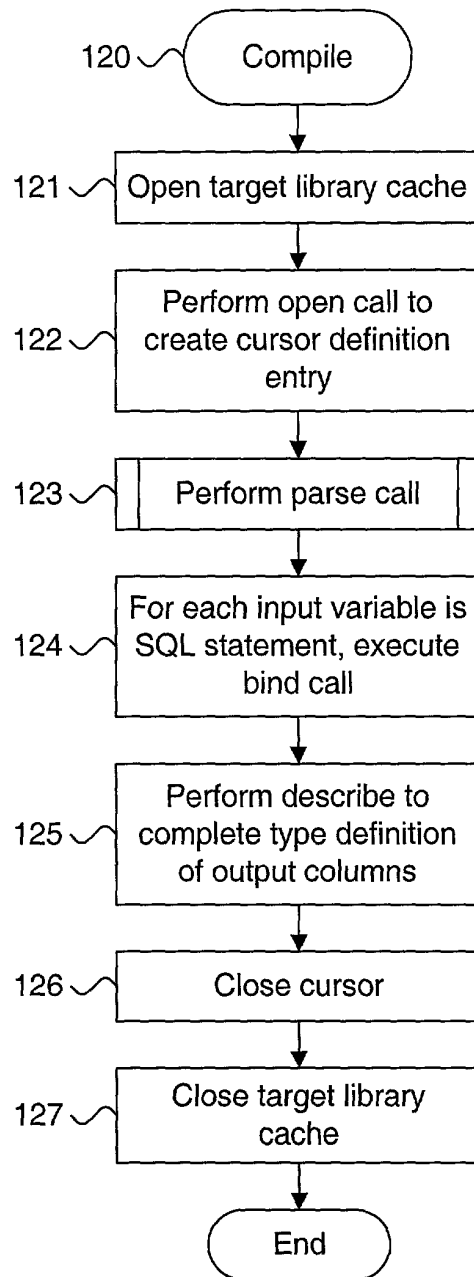 120
Compile
121
Open target library cache
122
Perform open call to
create cursor definition
entry
123
Perform parse call
124
For each input variable is
SQL statement, execute
bind call
125
Perform describe to
complete type definition
of output columns
126
Close cursor
127
Close target library
cache
End